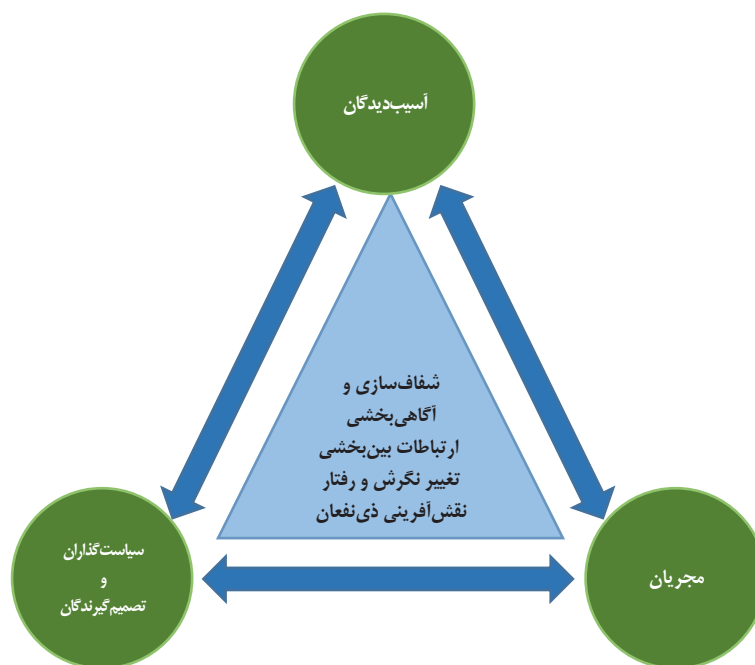 آسیب‌دیدگان
شفاف‌سازی و
آگاهی‌بخشی
ارتباطات بین‌بخشی
تغییر نگرش و رفتار
نقش‌آفرینی ذی‌نفعان
سیاست‌گذاران
و
تصمیم‌گیرندگان
مجریان